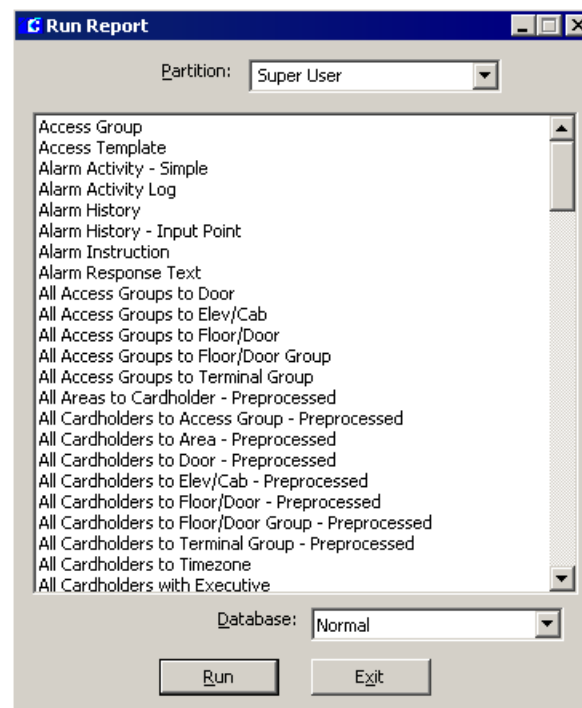 Run Report
Partition: Super User
Access Group
Access Template
Alarm Activity - Simple
Alarm Activity Log
Alarm History
Alarm History - Input Point
Alarm Instruction
Alarm Response Text
All Access Groups to Door
All Access Groups to Elev/Cab
All Access Groups to Floor/Door
All Access Groups to Floor/Door Group
All Access Groups to Terminal Group
All Areas to Cardholder - Preprocessed
All Cardholders to Access Group - Preprocessed
All Cardholders to Area - Preprocessed
All Cardholders to Door - Preprocessed
All Cardholders to Elev/Cab - Preprocessed
All Cardholders to Floor/Door - Preprocessed
All Cardholders to Floor/Door Group - Preprocessed
All Cardholders to Terminal Group - Preprocessed
All Cardholders to Timezone
All Cardholders with Executive
Database: Normal
Run Exit